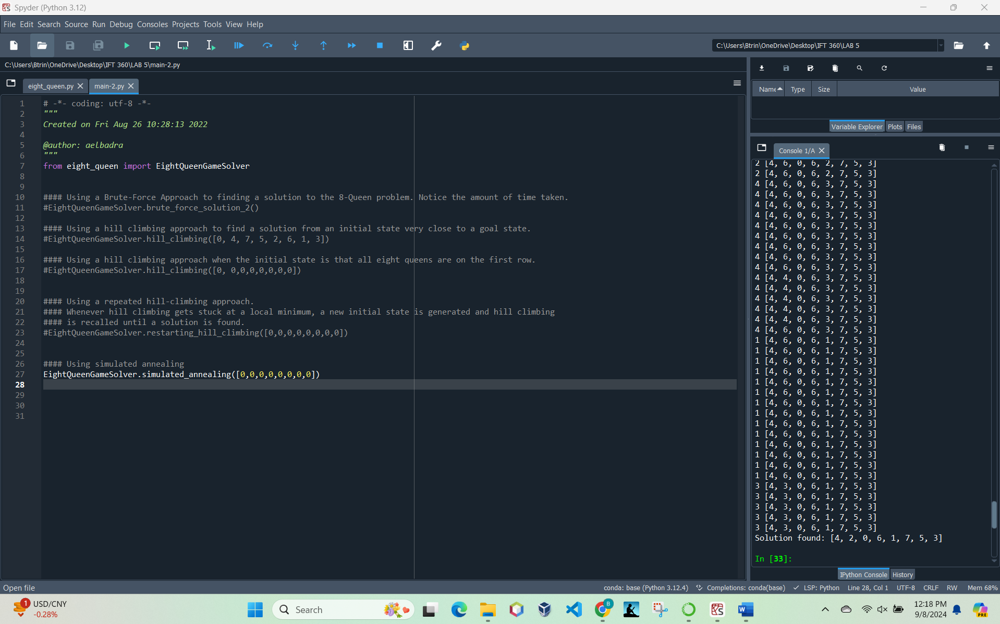 Spyder (Python 3.12)
File Edit Search Source Run Debug Consoles Projects Tools View Help
C:\Users\Btrin\OneDrive\Desktop\IFT 360\LAB 5
C:\Users\Btrin\OneDrive\Desktop\IFT 360\LAB 5\main-2.py
eight_queen.py
main-2.py
1 # -*- coding: utf-8 -*-
2 """
3 Created on Fri Aug 26 10:28:13 2022
4
5 @author: aelbadra
6 """
7 from eight_queen import EightQueenGameSolver
8
9
10 #### Using a Brute-Force Approach to finding a solution to the 8-Queen problem. Notice the amount of time taken.
11 #EightQueenGameSolver.brute_force_solution_2()
12
13 #### Using a hill climbing approach to find a solution from an initial state very close to a goal state.
14 #EightQueenGameSolver.hill_climbing([0, 4, 7, 5, 2, 6, 1, 3])
15
16 #### Using a hill climbing approach when the initial state is that all eight queens are on the first row.
17 #EightQueenGameSolver.hill_climbing([0, 0,0,0,0,0,0,0])
18
19
20 #### Using a repeated hill-climbing approach.
21 #### Whenever hill climbing gets stuck at a local minimum, a new initial state is generated and hill climbing
22 #### is recalled until a solution is found.
23 #EightQueenGameSolver.restarting_hill_climbing([0,0,0,0,0,0,0,0])
24
25
26 #### Using simulated annealing
27 EightQueenGameSolver.simulated_annealing([0,0,0,0,0,0,0,0])
28
29
30
31
Name Type Size Value
Variable Explorer Plots Files
Console 1/A
2 [4, 6, 0, 6, 2, 7, 5, 3]
2 [4, 6, 0, 6, 2, 7, 5, 3]
4 [4, 6, 0, 6, 3, 7, 5, 3]
4 [4, 6, 0, 6, 3, 7, 5, 3]
4 [4, 6, 0, 6, 3, 7, 5, 3]
4 [4, 6, 0, 6, 3, 7, 5, 3]
4 [4, 6, 0, 6, 3, 7, 5, 3]
4 [4, 6, 0, 6, 3, 7, 5, 3]
4 [4, 6, 0, 6, 3, 7, 5, 3]
4 [4, 6, 0, 6, 3, 7, 5, 3]
4 [4, 6, 0, 6, 3, 7, 5, 3]
4 [4, 4, 0, 6, 3, 7, 5, 3]
4 [4, 4, 0, 6, 3, 7, 5, 3]
4 [4, 4, 0, 6, 3, 7, 5, 3]
4 [4, 4, 0, 6, 3, 7, 5, 3]
4 [4, 4, 0, 6, 3, 7, 5, 3]
4 [4, 6, 0, 6, 3, 7, 5, 3]
1 [4, 6, 0, 6, 1, 7, 5, 3]
1 [4, 6, 0, 6, 1, 7, 5, 3]
1 [4, 6, 0, 6, 1, 7, 5, 3]
1 [4, 6, 0, 6, 1, 7, 5, 3]
1 [4, 6, 0, 6, 1, 7, 5, 3]
1 [4, 6, 0, 6, 1, 7, 5, 3]
1 [4, 6, 0, 6, 1, 7, 5, 3]
1 [4, 6, 0, 6, 1, 7, 5, 3]
1 [4, 6, 0, 6, 1, 7, 5, 3]
1 [4, 6, 0, 6, 1, 7, 5, 3]
1 [4, 6, 0, 6, 1, 7, 5, 3]
1 [4, 6, 0, 6, 1, 7, 5, 3]
1 [4, 6, 0, 6, 1, 7, 5, 3]
1 [4, 6, 0, 6, 1, 7, 5, 3]
3 [4, 3, 0, 6, 1, 7, 5, 3]
3 [4, 3, 0, 6, 1, 7, 5, 3]
3 [4, 3, 0, 6, 1, 7, 5, 3]
3 [4, 3, 0, 6, 1, 7, 5, 3]
3 [4, 3, 0, 6, 1, 7, 5, 3]
Solution found: [4, 2, 0, 6, 1, 7, 5, 3]
In [33]:
IPython Console History
Open file
conda: base (Python 3.12.4) Completions: conda(base) LSP: Python Line 28, Col 1 UTF-8 CRLF RW Mem 68%
1
USD/CNY
-0.28%
Search
B
12:18 PM
9/8/2024
PRE